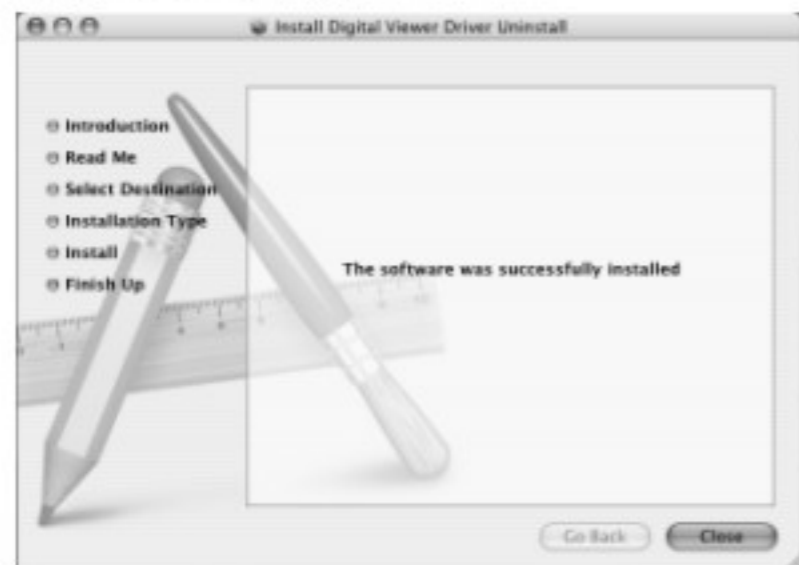 Install Digital Viewer Driver Uninstall
Introduction
Read Me
Select Destination
Installation Type
Install
Finish Up
The software was successfully installed
Go Back
Close